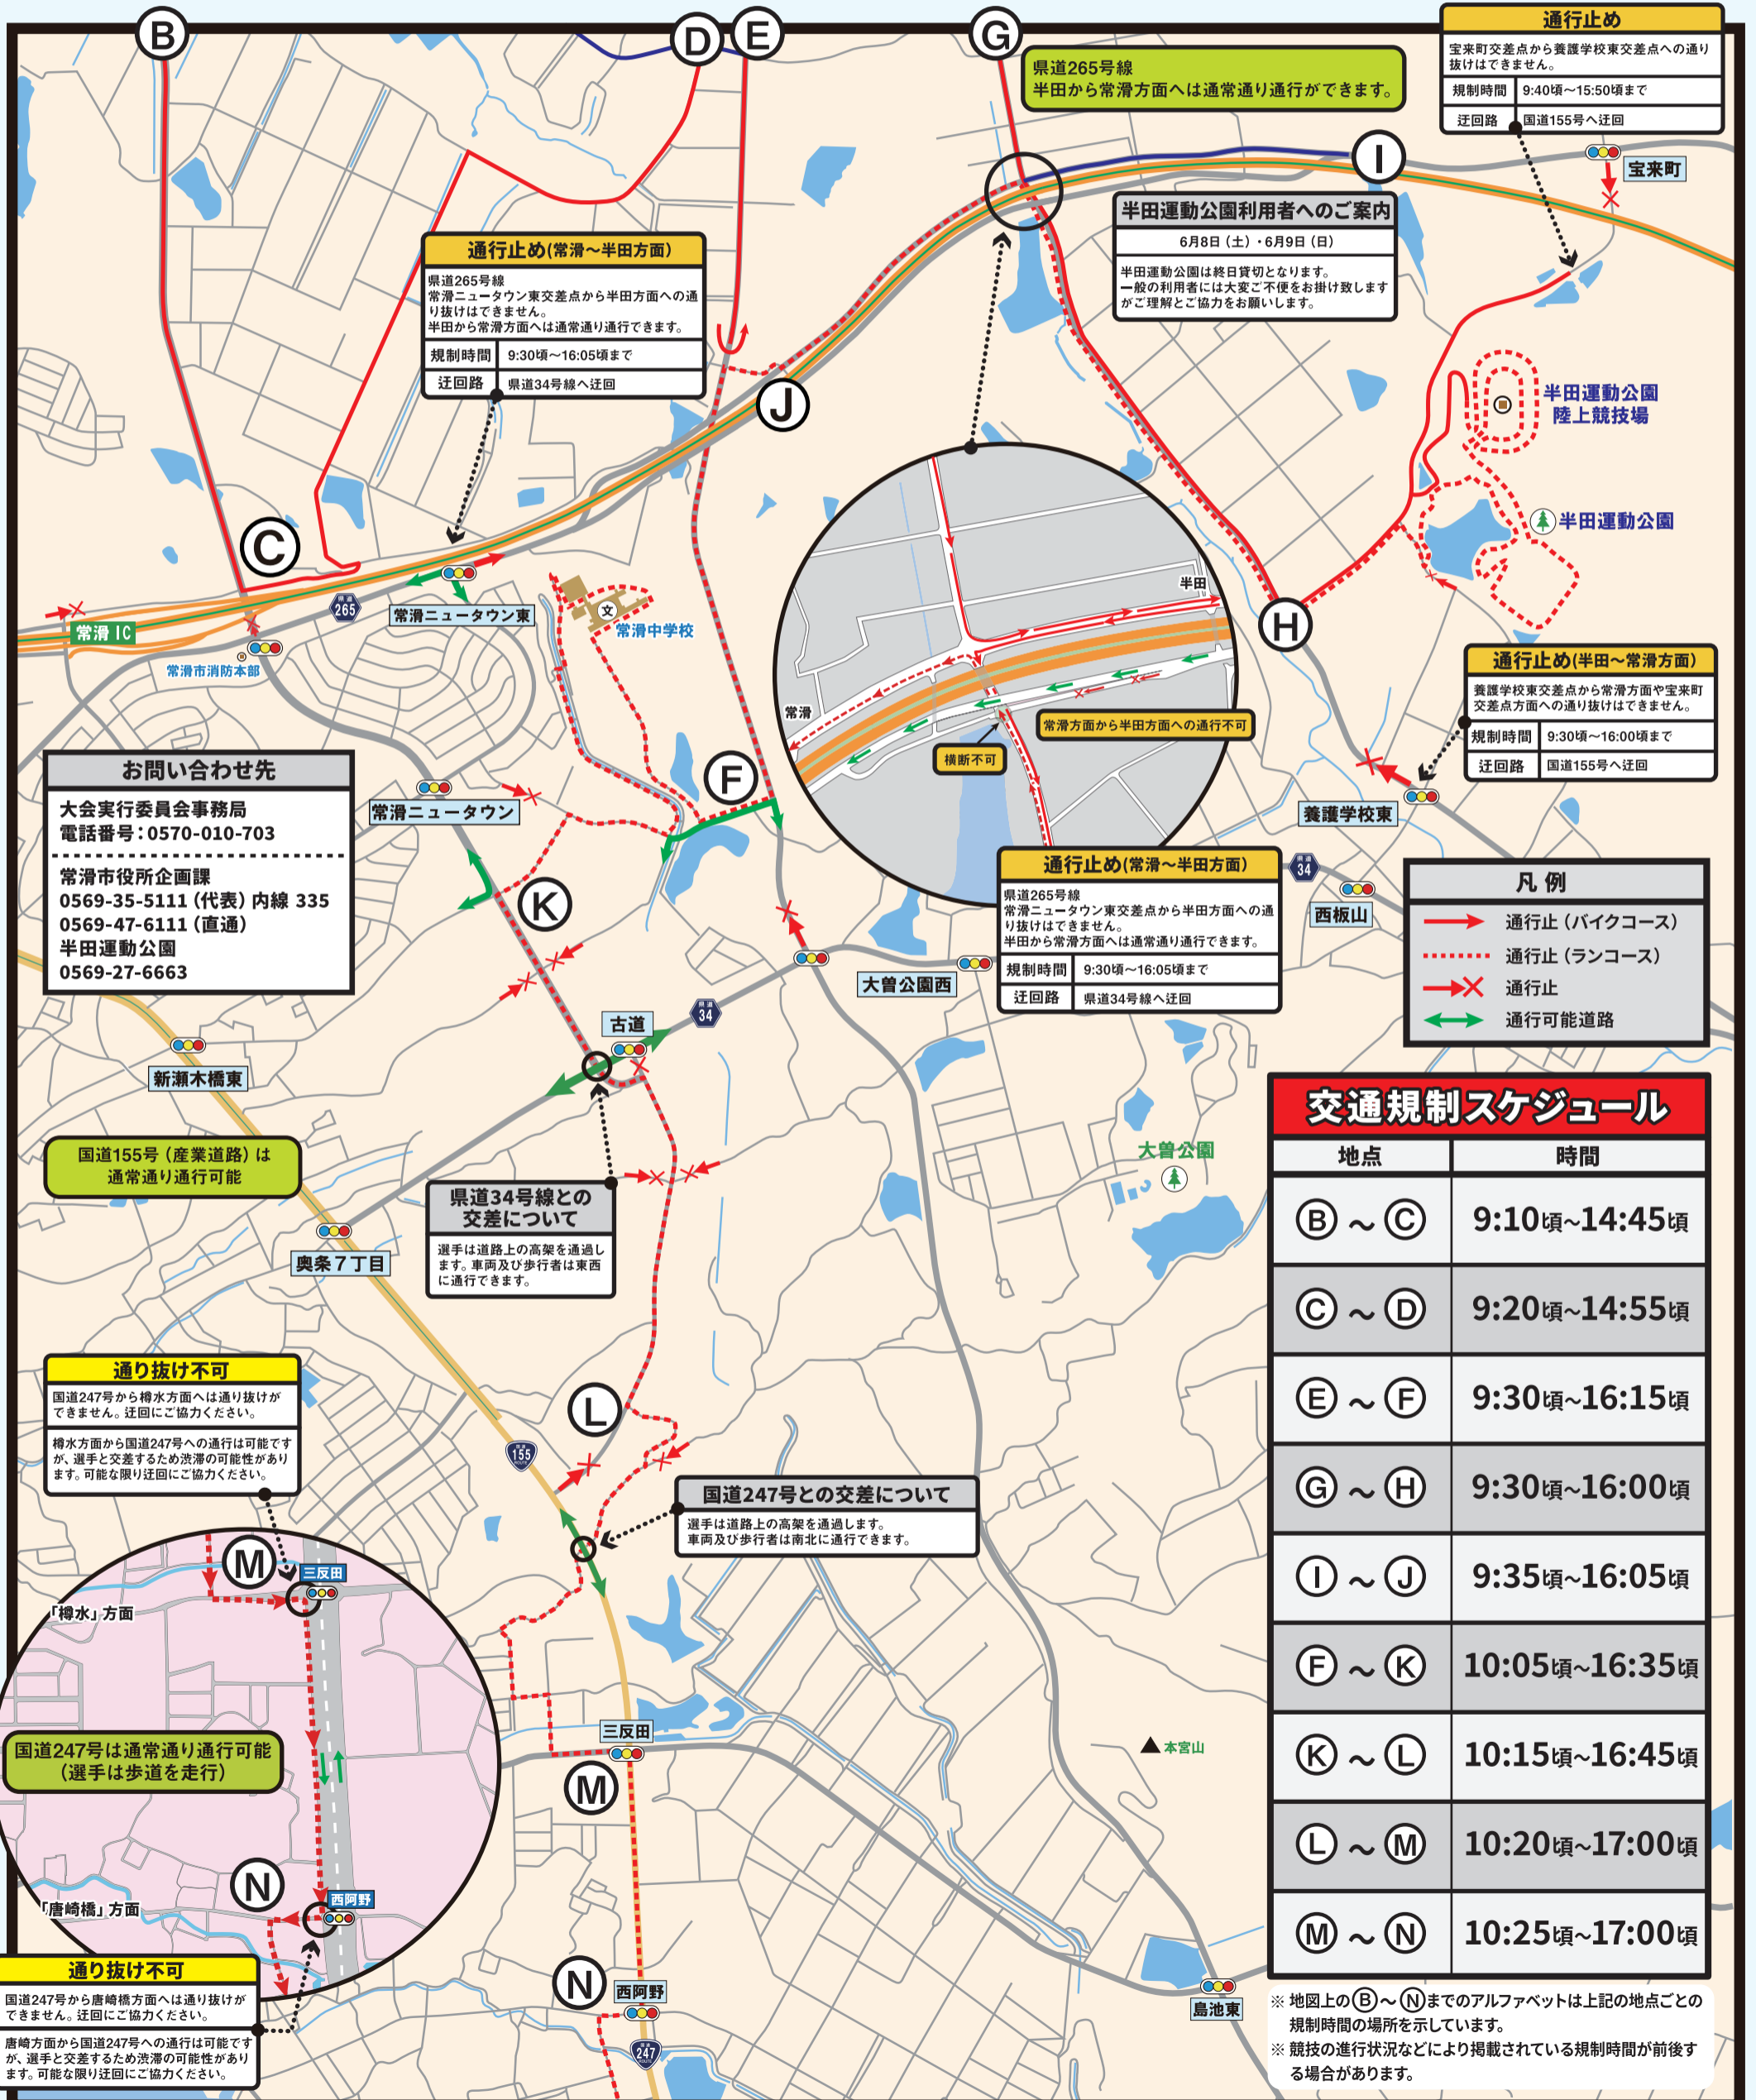 B
D
E
G
県道265号線
半田から常滑方面へは通常通り通行ができます。
通行止め
宝来町交差点から養護学校東交差点への通り
抜けはできません。
規制時間 9:40頃〜15:50頃まで
迂回路 国道155号へ迂回
I
宝来町
半田運動公園利用者へのご案内
6月8日（土）・6月9日（日）
半田運動公園は終日貸切となります。
一般の利用者には大変ご不便をお掛け致します
がご理解とご協力をお願いします。
通行止め(常滑〜半田方面)
県道265号線
常滑ニュータウン東交差点から半田方面への通
り抜けはできません。
半田から常滑方面へは通常通り通行できます。
規制時間 9:30頃〜16:05頃まで
迂回路 県道34号線へ迂回
J
半田運動公園
陸上競技場
半田運動公園
C
常滑IC
県道
265
常滑ニュータウン東
常滑市消防本部
文
常滑中学校
半田
常滑
常滑方面から半田方面への通行不可
横断不可
H
通行止め(半田〜常滑方面)
養護学校東交差点から常滑方面や宝来町
交差点方面への通り抜けはできません。
規制時間 9:30頃〜16:00頃まで
迂回路 国道155号へ迂回
養護学校東
お問い合わせ先
大会実行委員会事務局
電話番号：0570-010-703
常滑市役所企画課
0569-35-5111（代表）内線 335
0569-47-6111（直通）
半田運動公園
0569-27-6663
常滑ニュータウン
F
K
通行止め(常滑〜半田方面)
県道265号線
常滑ニュータウン東交差点から半田方面への通
り抜けはできません。
半田から常滑方面へは通常通り通行できます。
規制時間 9:30頃〜16:05頃まで
迂回路 県道34号線へ迂回
県道
34
西板山
凡例
通行止（バイクコース）
通行止（ランコース）
通行止
通行可能道路
大曽公園西
県道
34
古道
新瀬木橋東
国道155号（産業道路）は
通常通り通行可能
県道34号線との
交差について
選手は道路上の高架を通過し
ます。車両及び歩行者は東西
に通行できます。
奥条７丁目
大曽公園
交通規制スケジュール
地点 時間
B 〜 C 9:10頃〜14:45頃
C 〜 D 9:20頃〜14:55頃
E 〜 F 9:30頃〜16:15頃
G 〜 H 9:30頃〜16:00頃
I 〜 J 9:35頃〜16:05頃
F 〜 K 10:05頃〜16:35頃
K 〜 L 10:15頃〜16:45頃
L 〜 M 10:20頃〜17:00頃
M 〜 N 10:25頃〜17:00頃
※ 地図上のB〜Nまでのアルファベットは上記の地点ごとの
規制時間の場所を示しています。
※ 競技の進行状況などにより掲載されている規制時間が前後す
る場合があります。
通り抜け不可
国道247号から樽水方面へは通り抜けが
できません。迂回にご協力ください。
樽水方面から国道247号への通行は可能です
が、選手と交差するため渋滞の可能性があり
ます。可能な限り迂回にご協力ください。
L
155
国道247号との交差について
選手は道路上の高架を通過します。
車両及び歩行者は南北に通行できます。
M
三反田
「樽水」方面
国道247号は通常通り通行可能
（選手は歩道を走行）
N
西阿野
「唐崎橋」方面
三反田
M
本宮山
通り抜け不可
国道247号から唐崎橋方面へは通り抜けが
できません。迂回にご協力ください。
唐崎方面から国道247号への通行は可能です
が、選手と交差するため渋滞の可能性があり
ます。可能な限り迂回にご協力ください。
N
西阿野
247
島池東